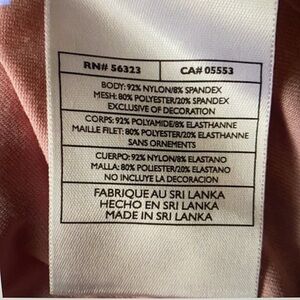 RN# 56323 CA# 05553
BODY: 92% NYLON/8% SPANDEX
MESH: 80% POLYESTER/20% SPANDEX
EXCLUSIVE OF DECORATION
CORPS: 92% POLYAMIDE/8% ELASTHANNE
MAILLE FILET: 80% POLYESTER/20% ELASTHANNE
SANS ORNEMENTS
CUERPO: 92% NYLON/8% ELASTANO
MALLA: 80% POLIESTER/20% ELASTANO
NO INCLUYE LA DECORACION
FABRIQUE AU SRI LANKA
HECHO EN SRI LANKA
MADE IN SRI LANKA